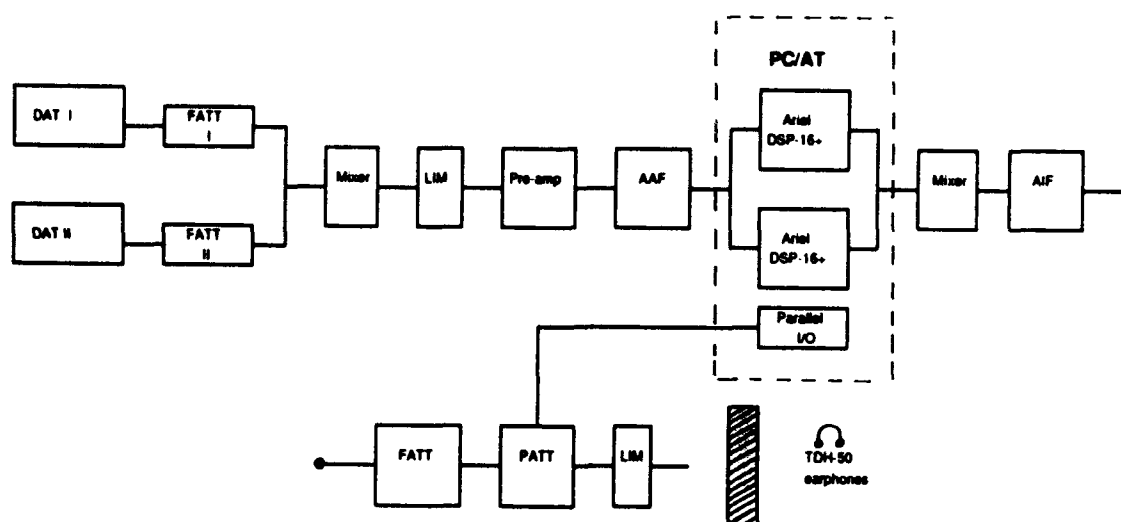 PC/AT
DAT I
FATT
I
Ariel
DSP-16+
Mixer
LIM
Pre-amp
AAF
Mixer
AIF
DAT II
FATT
II
Ariel
DSP-16+
Parallel
I/O
FATT
PATT
LIM
TDH-50
earphones